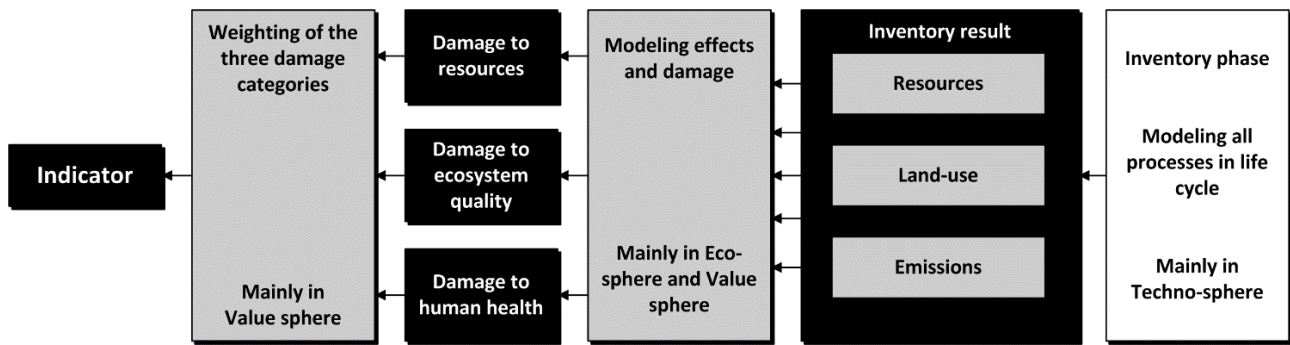 Indicator
Weighting of the
three damage
categories
Mainly in
Value sphere
Damage to
resources
Damage to
ecosystem
quality
Damage to
human health
Modeling effects
and damage
Mainly in Eco-
sphere and Value
sphere
Inventory result
Resources
Land-use
Emissions
Inventory phase
Modeling all
processes in life
cycle
Mainly in
Techno-sphere